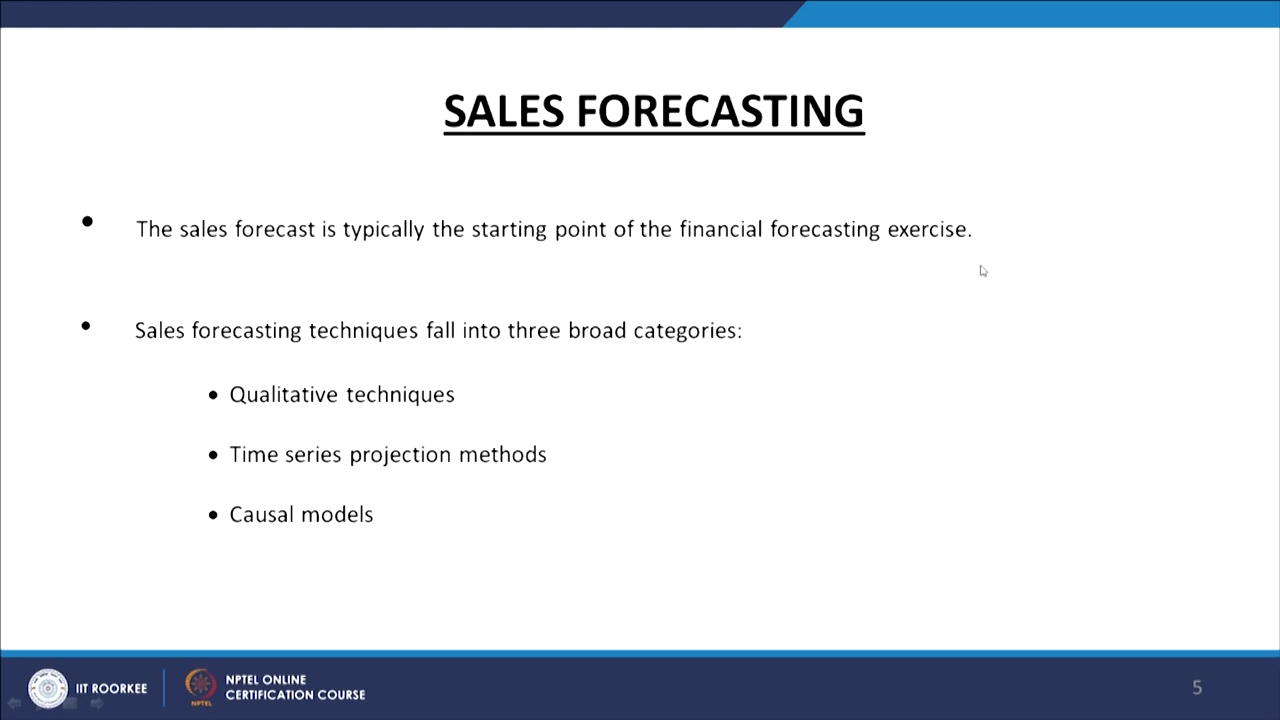 SALES FORECASTING
• The sales forecast is typically the starting point of the financial forecasting exercise.
• Sales forecasting techniques fall into three broad categories:
• Qualitative techniques
• Time series projection methods
• Causal models
IIT ROORKEE
NPTEL
NPTEL ONLINE
CERTIFICATION COURSE
5